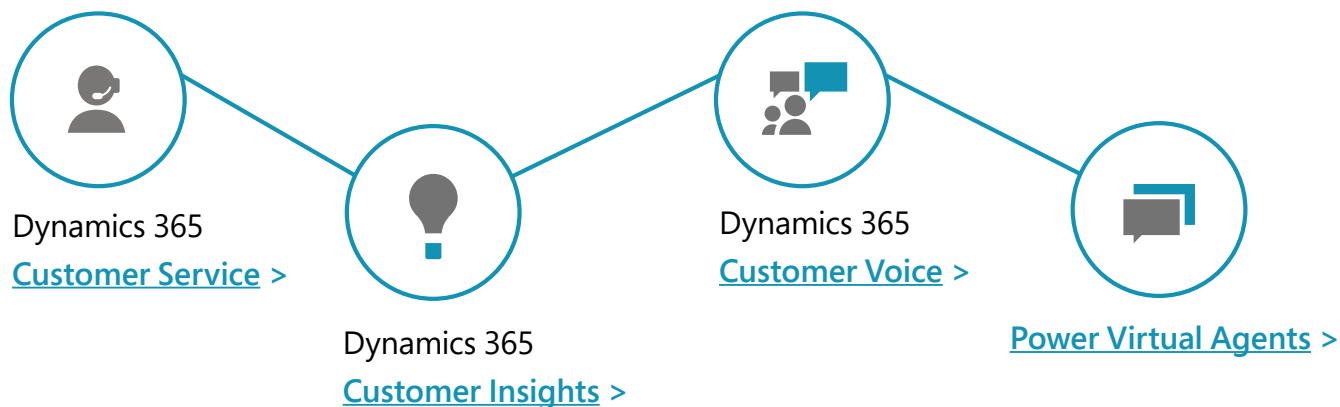 Dynamics 365
Customer Service >
Dynamics 365
Customer Insights >
Dynamics 365
Customer Voice >
Power Virtual Agents >